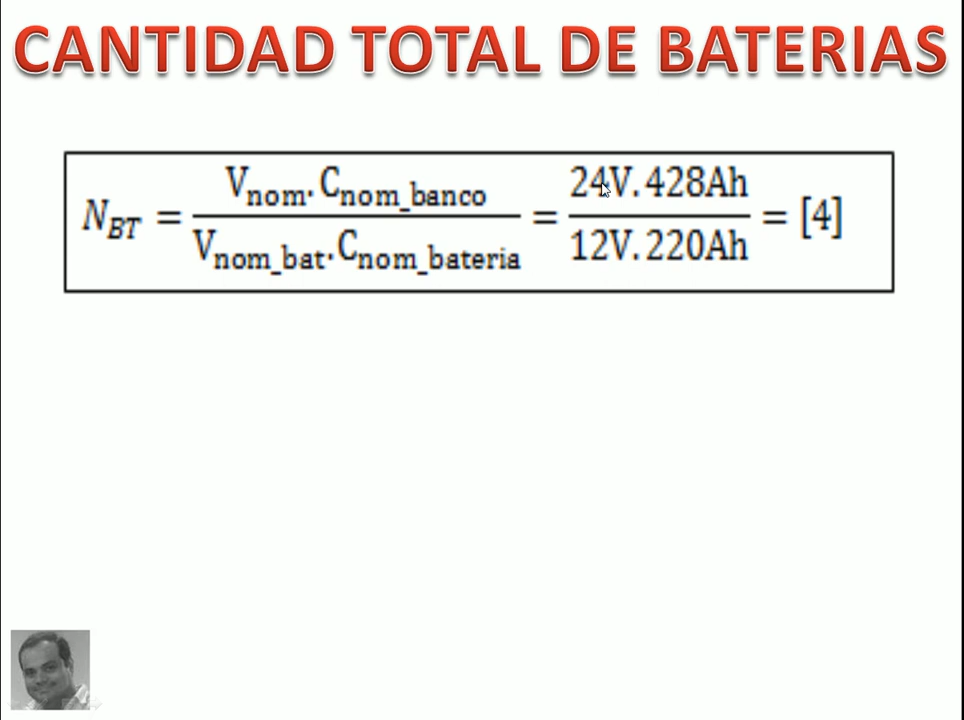 CANTIDAD TOTAL DE BATERIAS
N_BT = (V_nom. C_nom_banco) / (V_nom_bat. C_nom_bateria) = (24V. 428Ah) / (12V. 220Ah) = [4]